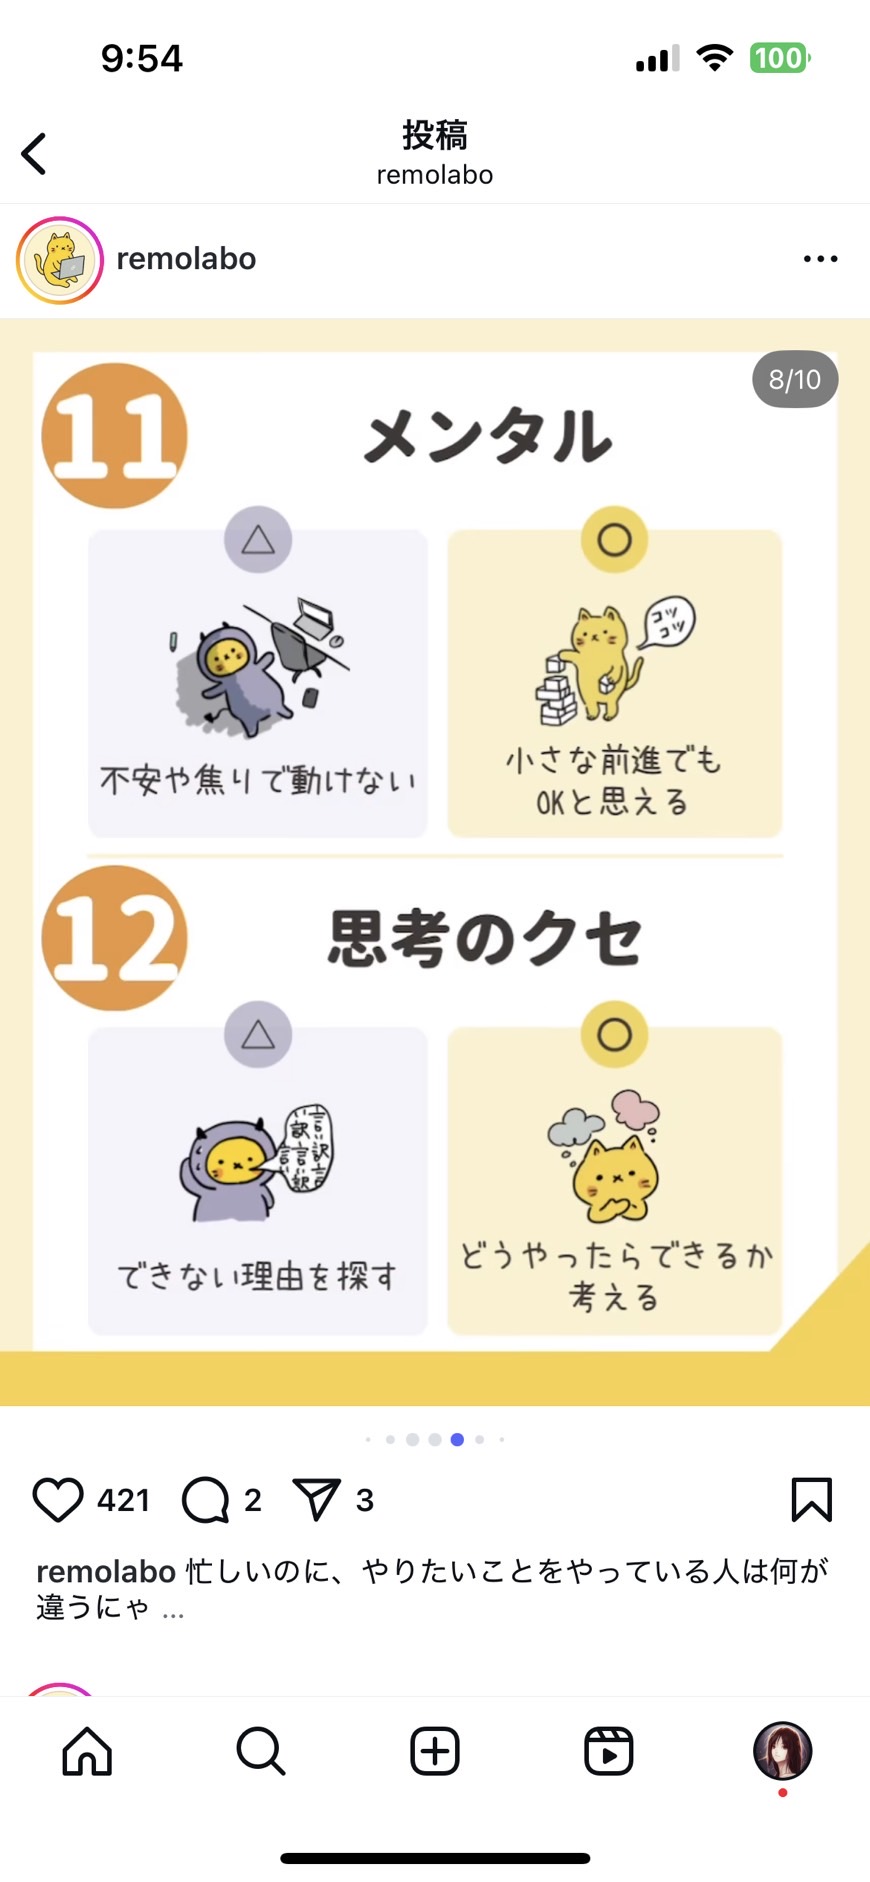 9:54
100
投稿
remolabo
remolabo
8/10
11
メンタル
△
○
コツ
コツ
不安や焦りで動けない
小さな前進でも
OKと思える
12
思考のクセ
△
○
言い訳言い訳言い訳
できない理由を探す
どうやったらできるか
考える
421
2
3
remolabo 忙しいのに、やりたいことをやっている人は何が
違うにゃ ...